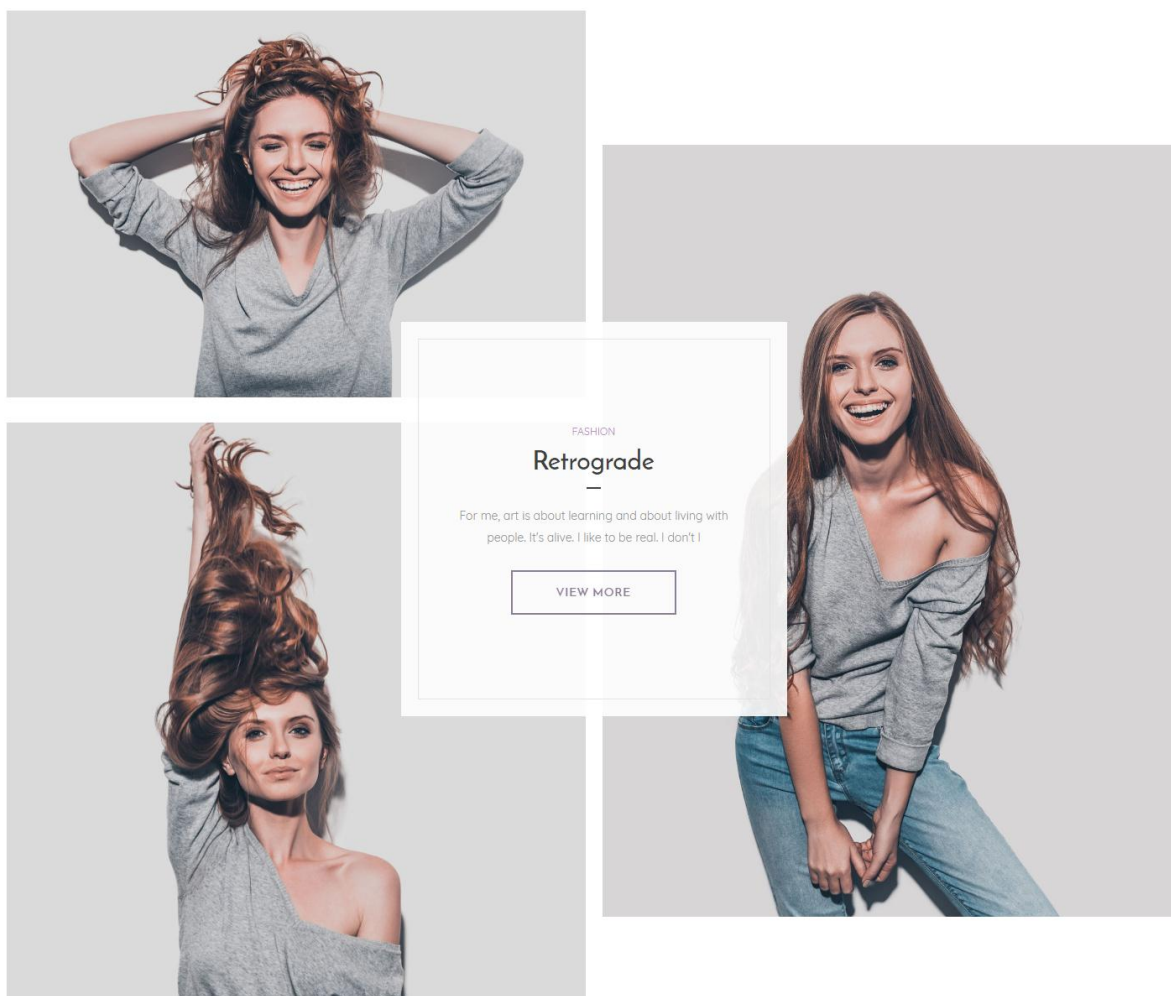 FASHION
Retrograde
For me, art is about learning and about living with
people. It's alive. I like to be real. I don't I
VIEW MORE